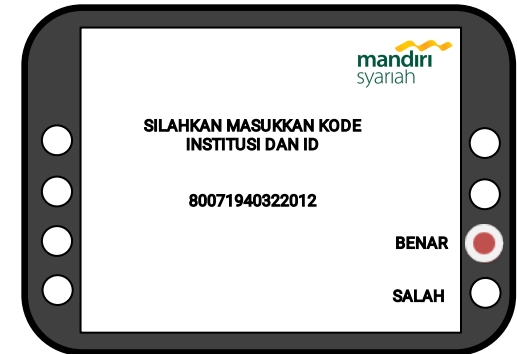 mandiri
syariah
SILAHKAN MASUKKAN KODE
INSTITUSI DAN ID
80071940322012
BENAR
SALAH